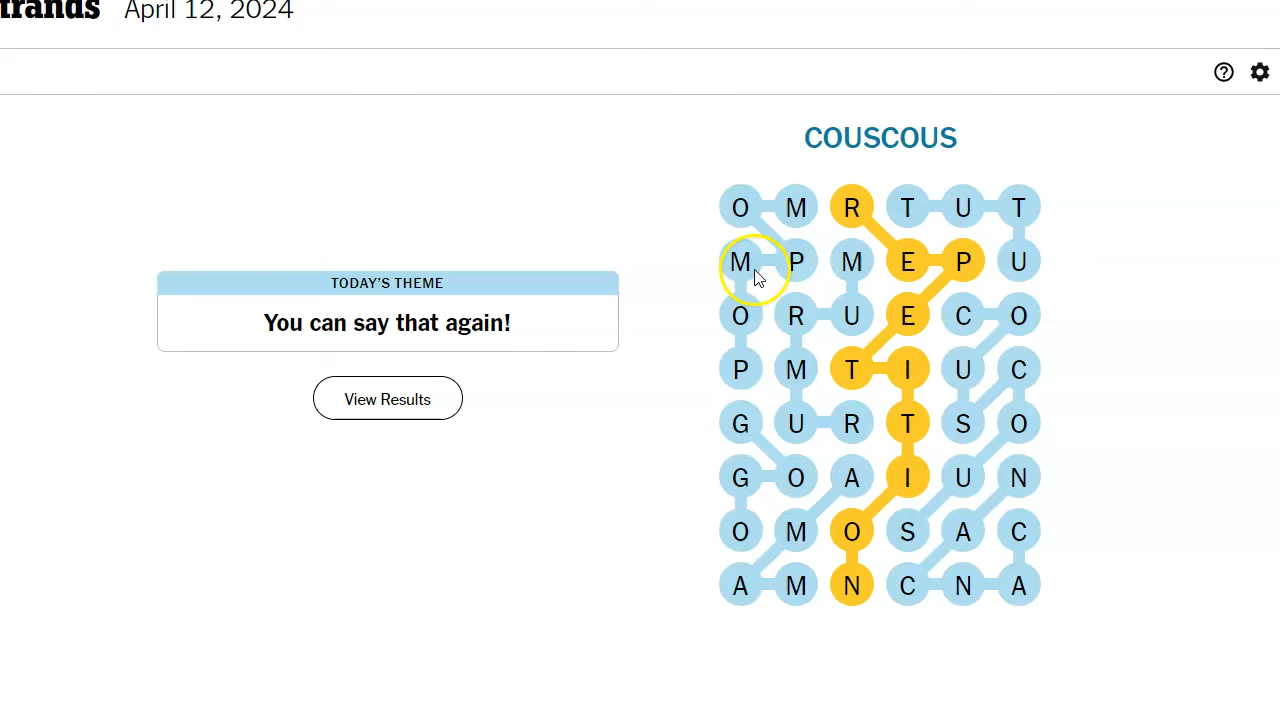 trands April 12, 2024
COUSCOUS
O M R T U T
M P M E P U
TODAY'S THEME
You can say that again!
O R U E C O
P M T I U C
View Results
G U R T S O
G O A I U N
O M O S A C
A M N C N A